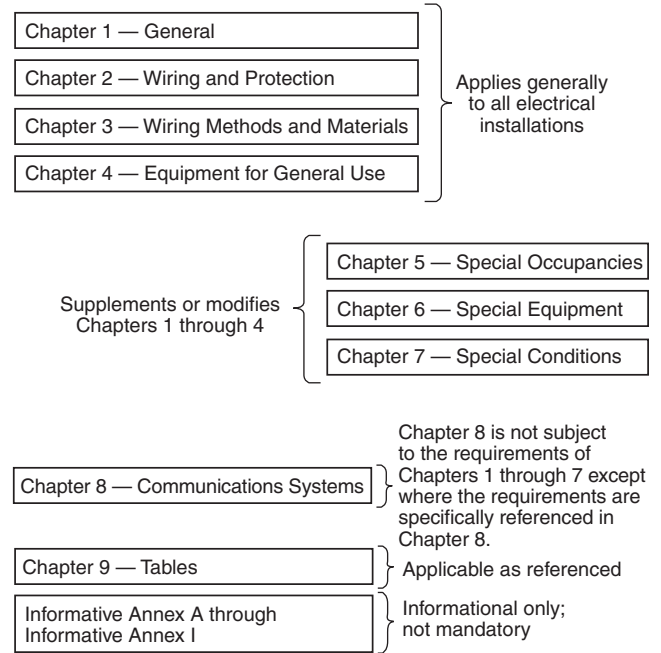 Chapter 1 — General
Chapter 2 — Wiring and Protection
Chapter 3 — Wiring Methods and Materials
Chapter 4 — Equipment for General Use
Applies generally
to all electrical
installations
Supplements or modifies
Chapters 1 through 4
Chapter 5 — Special Occupancies
Chapter 6 — Special Equipment
Chapter 7 — Special Conditions
Chapter 8 — Communications Systems
Chapter 8 is not subject
to the requirements of
Chapters 1 through 7 except
where the requirements are
specifically referenced in
Chapter 8.
Chapter 9 — Tables
Applicable as referenced
Informative Annex A through
Informative Annex I
Informational only;
not mandatory